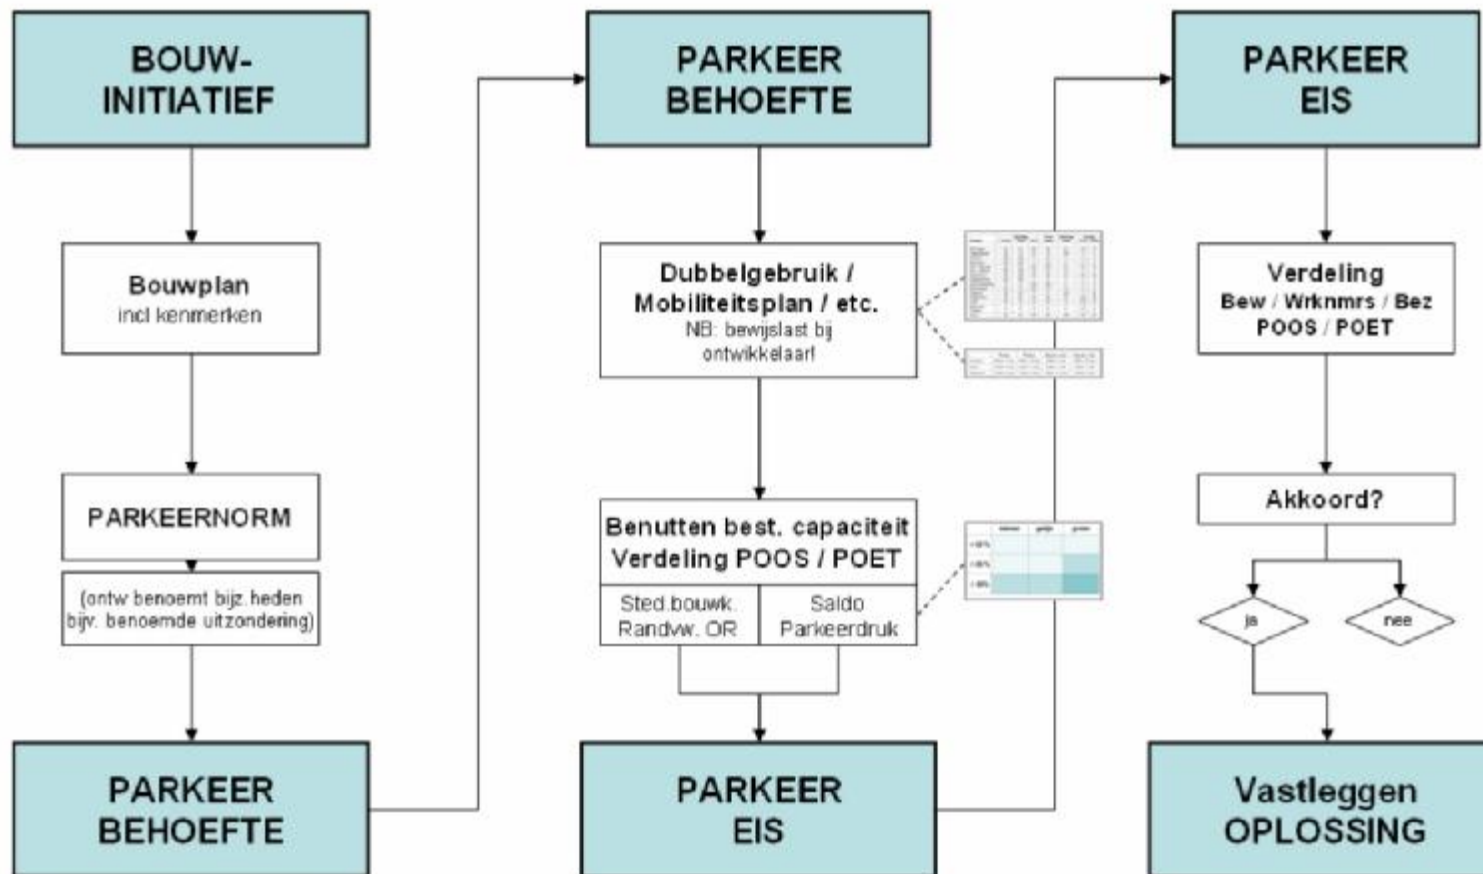 BOUW-
INITIATIEF
Bouwplan
incl kenmerken
PARKEERNORM
(ontw benoemt bijz.heden
bijv. benoemde uitzondering)
PARKEER
BEHOEFTE
PARKEER
BEHOEFTE
Dubbelgebruik /
Mobiliteitsplan / etc.
NB: bewijslast bij
ontwikkelaar!
Benutten best. capaciteit
Verdeling POOS / POET
Sted.bouwk.
Randvw. OR
Saldo
Parkeerdruk
PARKEER
EIS
PARKEER
EIS
Verdeling
Bew / Wrknmrs / Bez
POOS / POET
Akkoord?
ja
nee
Vastleggen
OPLOSSING